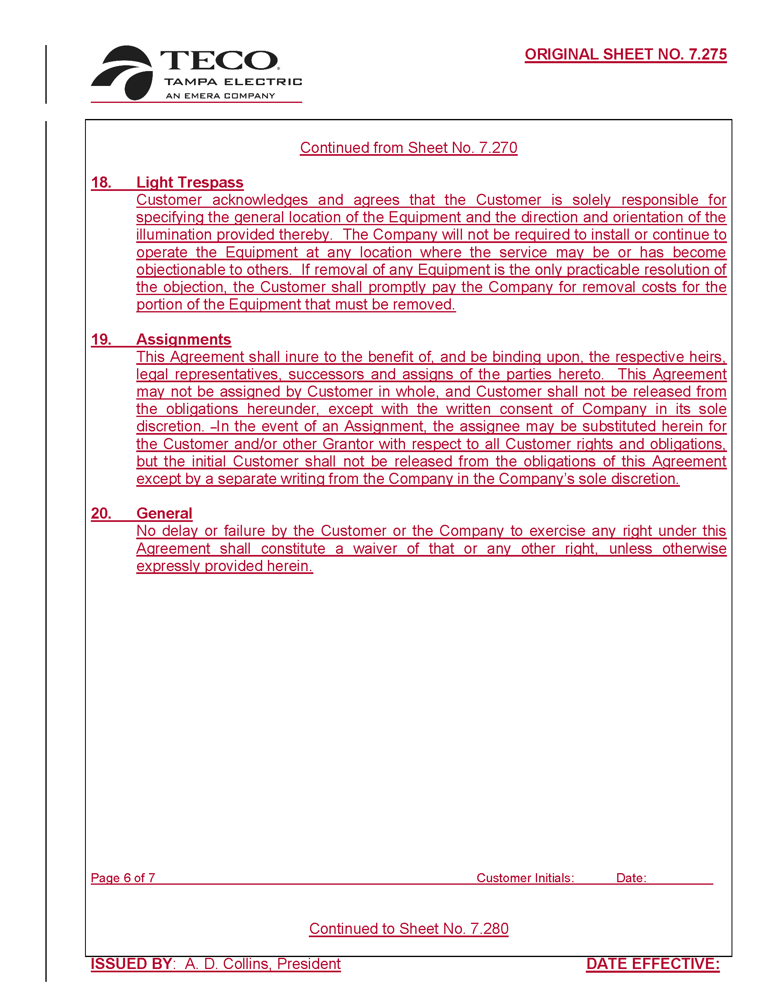 TECO®
TAMPA ELECTRIC
AN EMERA COMPANY
ORIGINAL SHEET NO. 7.275
Continued from Sheet No. 7.270
18. Light Trespass
Customer acknowledges and agrees that the Customer is solely responsible for
specifying the general location of the Equipment and the direction and orientation of the
illumination provided thereby. The Company will not be required to install or continue to
operate the Equipment at any location where the service may be or has become
objectionable to others. If removal of any Equipment is the only practicable resolution of
the objection, the Customer shall promptly pay the Company for removal costs for the
portion of the Equipment that must be removed.
19. Assignments
This Agreement shall inure to the benefit of, and be binding upon, the respective heirs,
legal representatives, successors and assigns of the parties hereto. This Agreement
may not be assigned by Customer in whole, and Customer shall not be released from
the obligations hereunder, except with the written consent of Company in its sole
discretion. –In the event of an Assignment, the assignee may be substituted herein for
the Customer and/or other Grantor with respect to all Customer rights and obligations,
but the initial Customer shall not be released from the obligations of this Agreement
except by a separate writing from the Company in the Company’s sole discretion.
20. General
No delay or failure by the Customer or the Company to exercise any right under this
Agreement shall constitute a waiver of that or any other right, unless otherwise
expressly provided herein.
Page 6 of 7 Customer Initials: Date:
Continued to Sheet No. 7.280
ISSUED BY: A. D. Collins, President DATE EFFECTIVE: